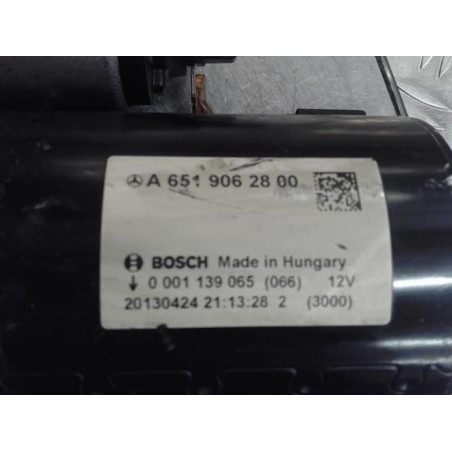 A 651 906 28 00
BOSCH Made in Hungary
↓ 0 001 139 065 (066) 12V
20130424 21:13:28 2 (3000)